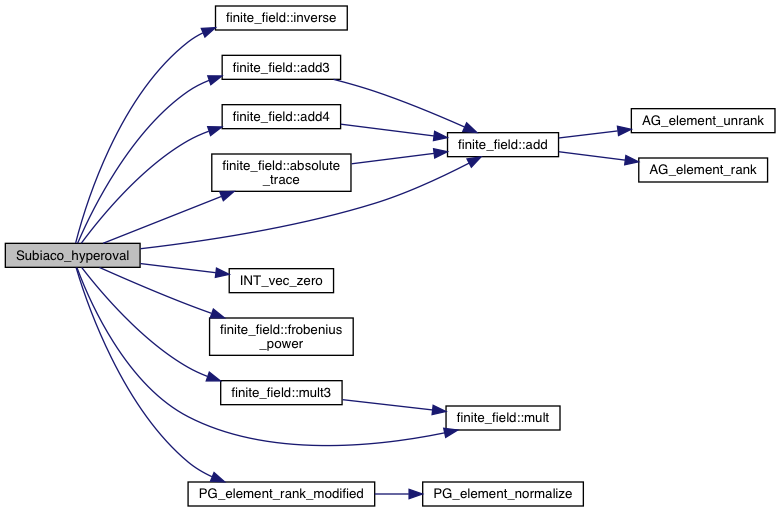 finite_field::inverse
finite_field::add3
finite_field::add4
AG_element_unrank
finite_field::add
finite_field::absolute
_trace
AG_element_rank
Subiaco_hyperoval
INT_vec_zero
finite_field::frobenius
_power
finite_field::mult3
finite_field::mult
PG_element_rank_modified
PG_element_normalize